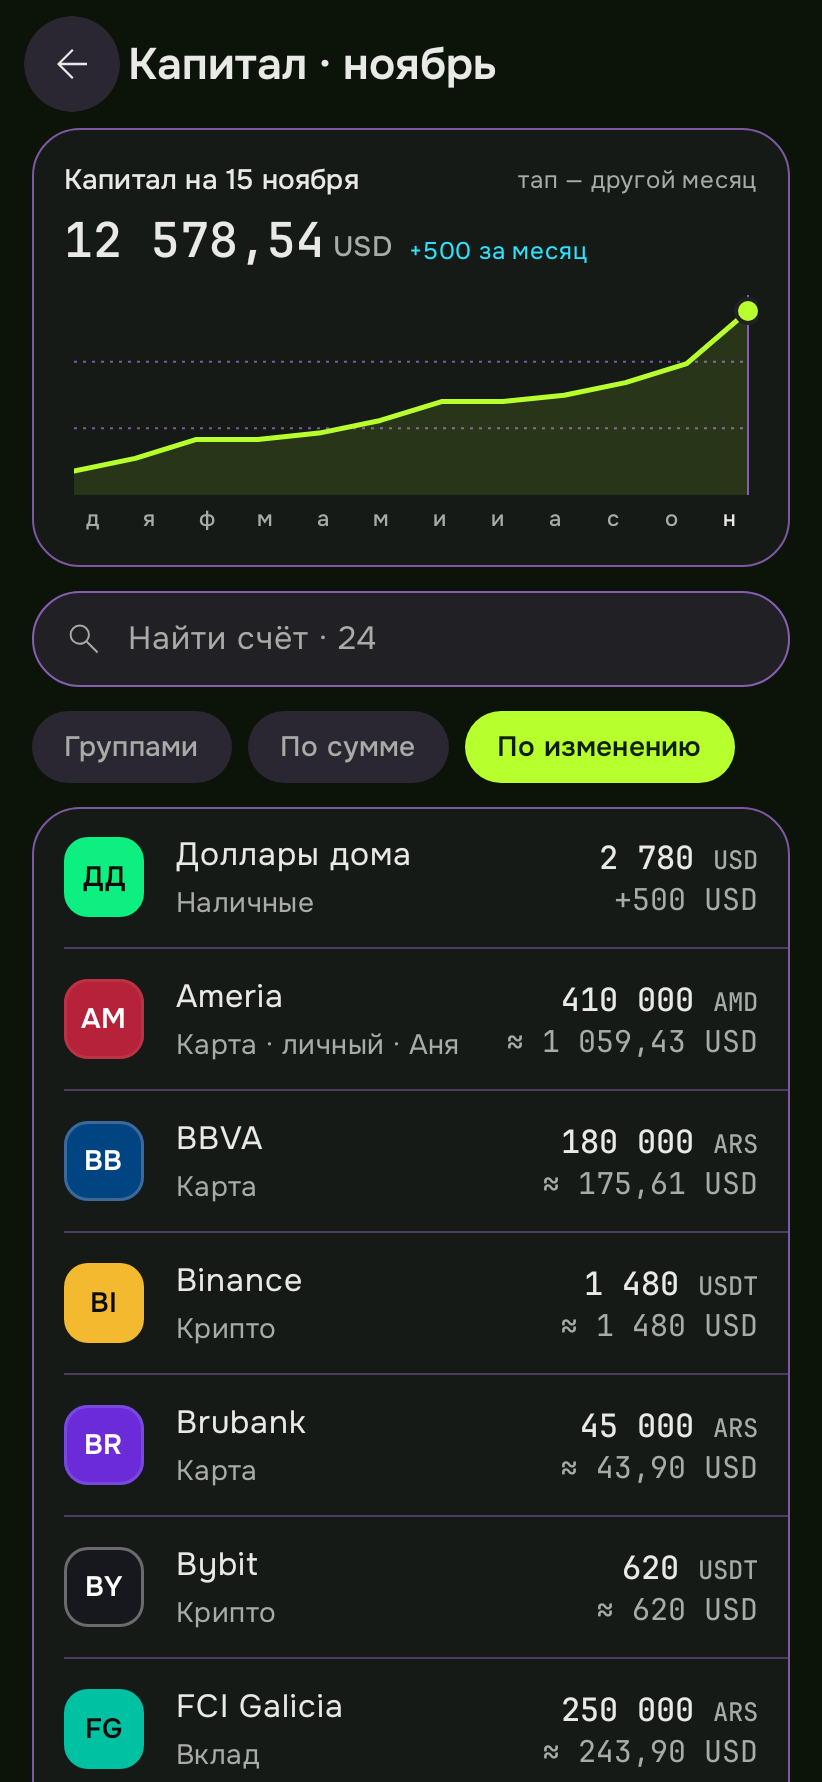 Капитал · ноябрь
Капитал на 15 ноября
тап — другой месяц
12 578,54 USD +500 за месяц
д я ф м а м и и а с о н
Найти счёт · 24
Группами По сумме По изменению
ДД Доллары дома 2 780 USD
Наличные +500 USD
AM Ameria 410 000 AMD
Карта · личный · Аня ≈ 1 059,43 USD
BB BBVA 180 000 ARS
Карта ≈ 175,61 USD
BI Binance 1 480 USDT
Крипто ≈ 1 480 USD
BR Brubank 45 000 ARS
Карта ≈ 43,90 USD
BY Bybit 620 USDT
Крипто ≈ 620 USD
FG FCI Galicia 250 000 ARS
Вклад ≈ 243,90 USD